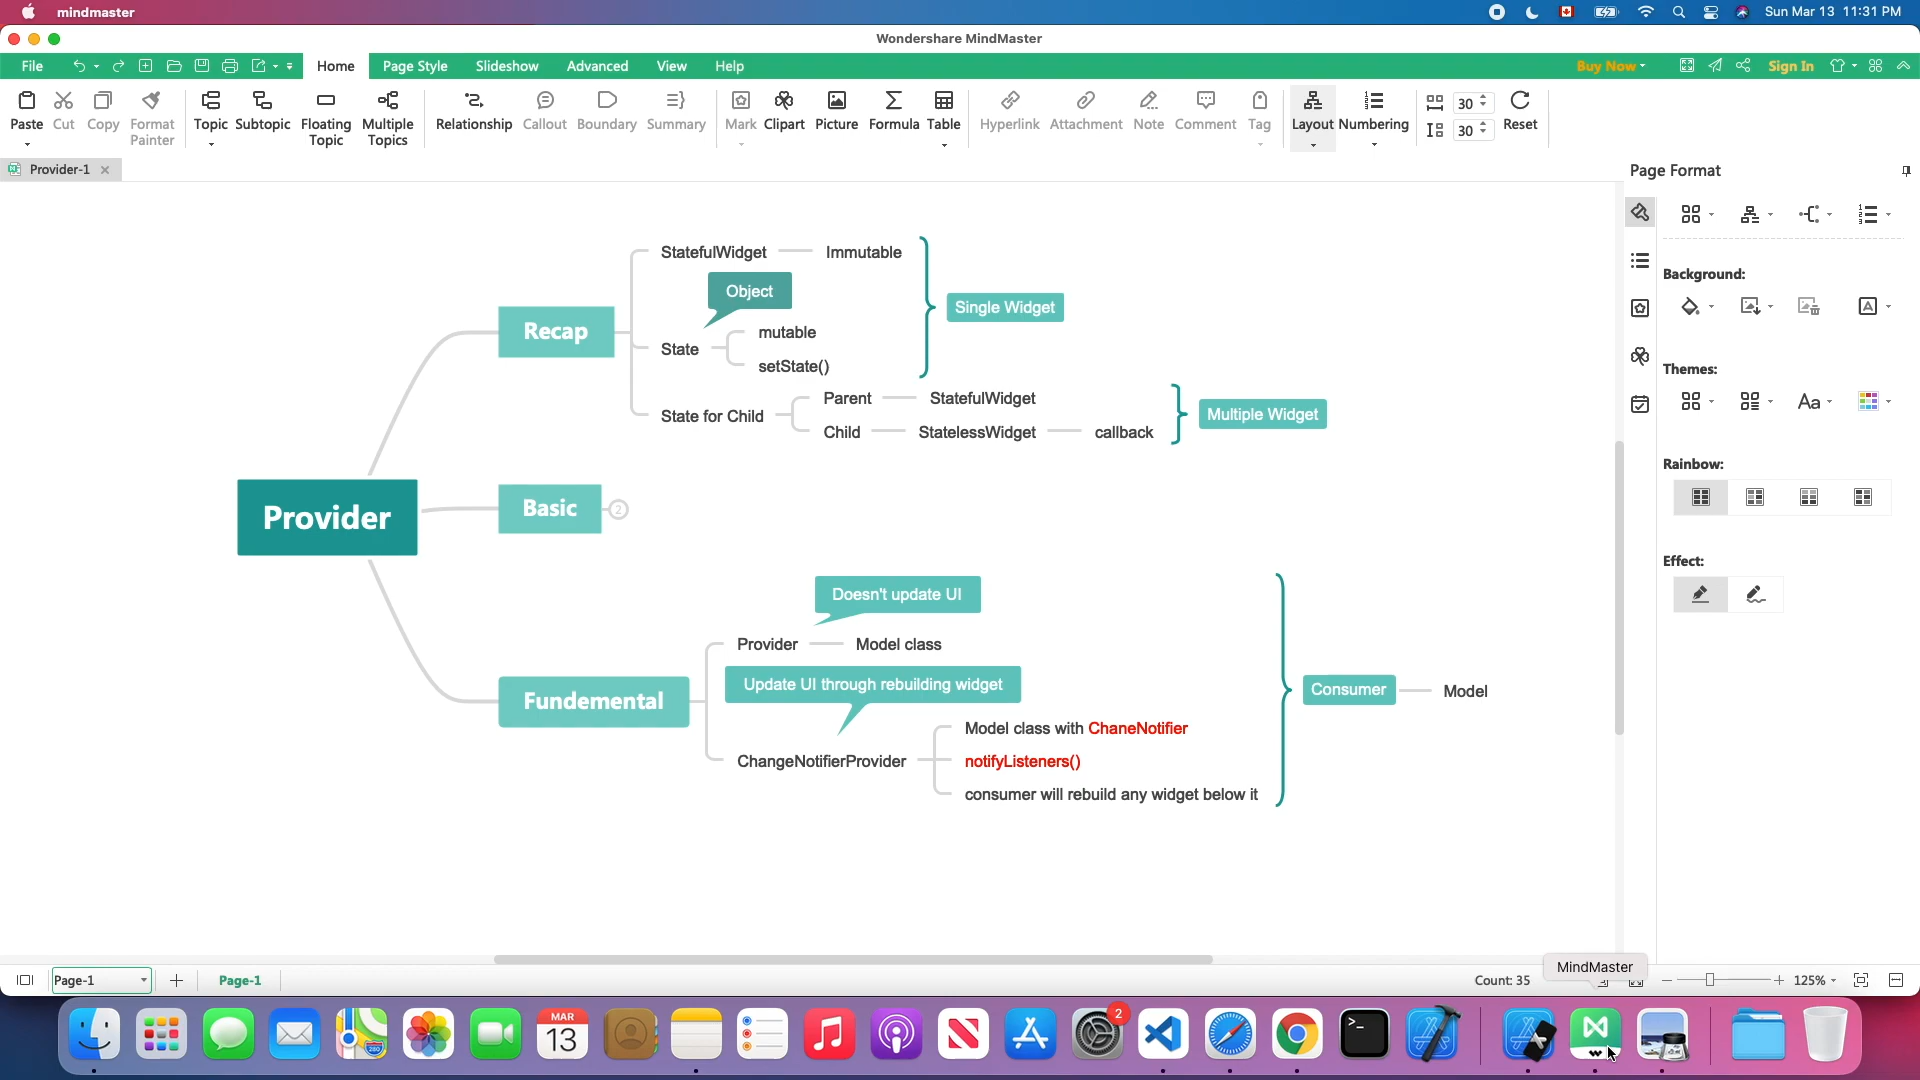 mindmaster
Sun Mar 13 11:31 PM
Wondershare MindMaster
File
Home
Page Style
Slideshow
Advanced
View
Help
Buy Now
Sign In
Paste
Cut
Copy
Format Painter
Topic
Subtopic
Floating Topic
Multiple Topics
Relationship
Callout
Boundary
Summary
Mark
Clipart
Picture
Formula
Table
Hyperlink
Attachment
Note
Comment
Tag
Layout
Numbering
30
30
Reset
Provider-1
Page Format
Background:
Themes:
Aa
Rainbow:
Effect:
Provider
Recap
StatefulWidget
Immutable
Object
State
mutable
setState()
Single Widget
State for Child
Parent
StatefulWidget
Child
StatelessWidget
callback
Multiple Widget
Basic
2
Fundemental
Doesn't update UI
Provider
Model class
Update UI through rebuilding widget
ChangeNotifierProvider
Model class with ChaneNotifier
notifyListeners()
consumer will rebuild any widget below it
Consumer
Model
Page-1
Page-1
Count: 35
MindMaster
125%
MAR
13
280
2